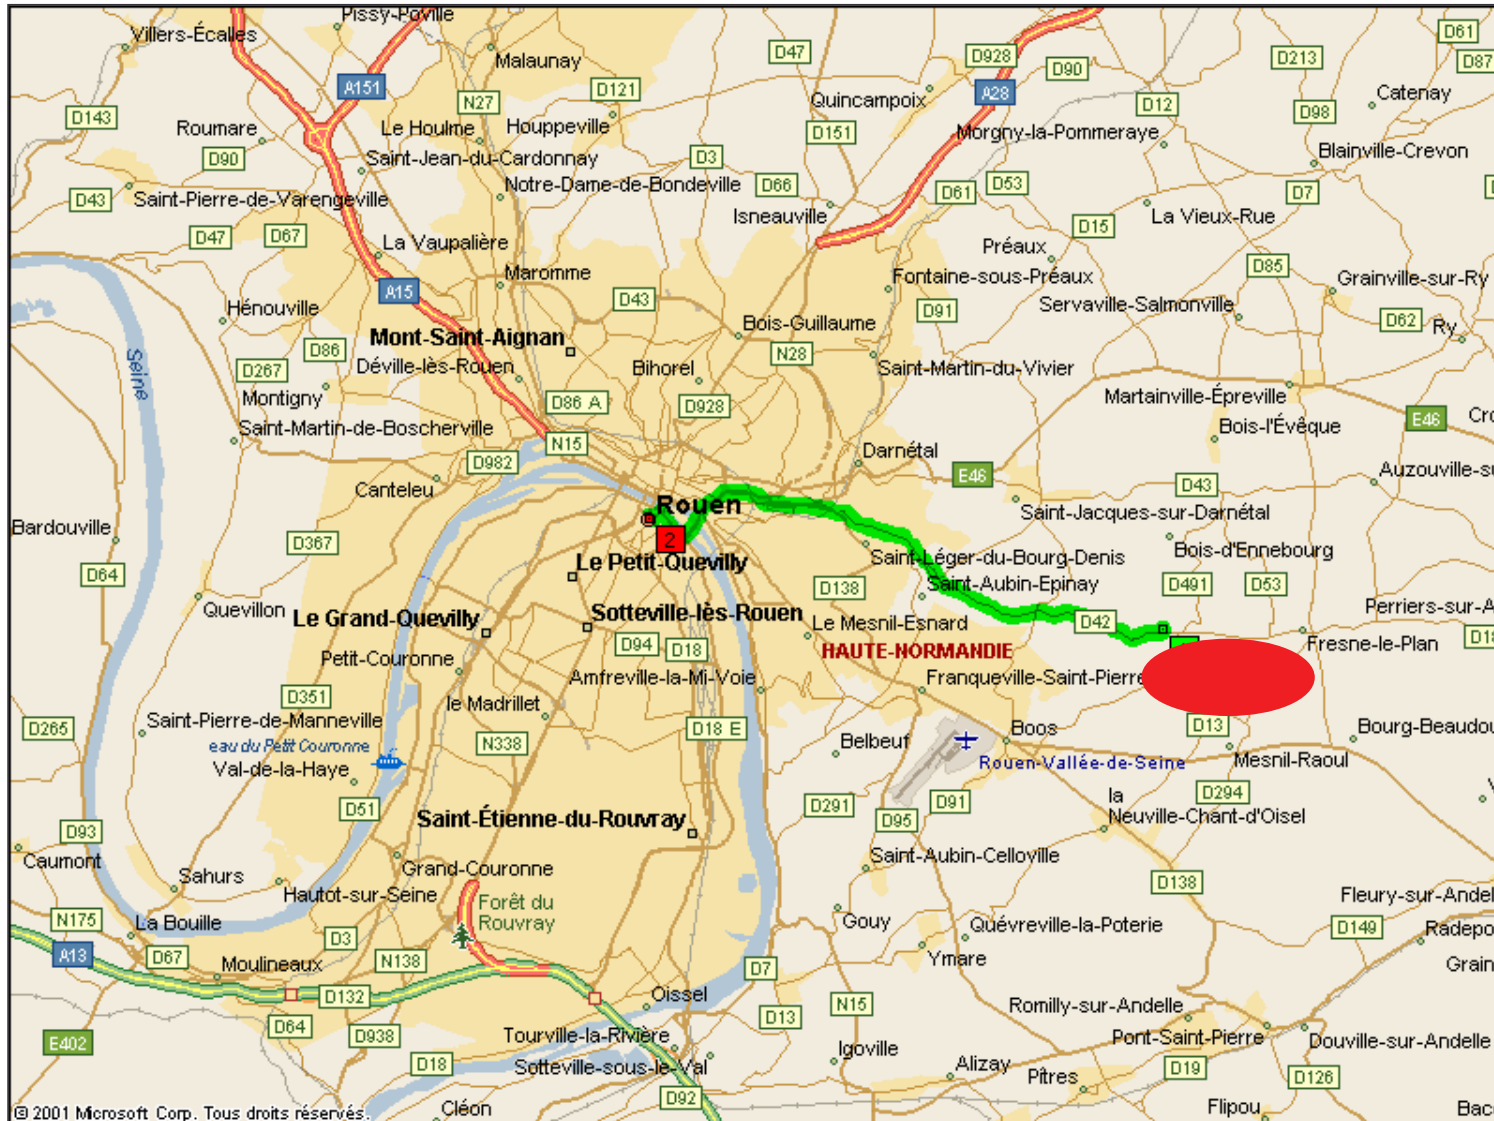 Pissy-Poville
Villers-Écalles
D928
D47
D61
D213
D87
Malaunay
D90
A151
D121
A28
Quincampoix
Catenay
N27
D12
D98
D143
Roumare
Le Houlme
Houppeville
D151
Morgny-la-Pommeraye
D90
Saint-Jean-du-Cardonnay
D3
Blainville-Crevon
Notre-Dame-de-Bondeville
D66
D61
D53
D7
D43
Saint-Pierre-de-Varengeville
Isneauville
La Vieux-Rue
D47
D67
La Vaupalière
D15
Préaux
D85
Maromme
Fontaine-sous-Préaux
Grainville-sur-Ry
A15
D43
Servaville-Salmonville
Hénouville
D91
D62
Ry
Mont-Saint-Aignan
Bois-Guillaume
D86
N28
Seine
D267
Déville-lès-Rouen
Bihorel
Saint-Martin-du-Vivier
Montigny
D86 A
D928
Martainville-Épreville
E46
Cro
Saint-Martin-de-Boscherville
N15
Bois-l'Évêque
D982
Darnétal
Auzouville-su
Canteleu
E46
D43
Rouen
Saint-Jacques-sur-Darnétal
Bardouville
2
D367
Bois-d'Ennebourg
Le Petit-Quevilly
Saint-Léger-du-Bourg-Denis
D64
D138
Saint-Aubin-Epinay
D491
D53
Quevillon
Perriers-sur-A
Le Grand-Quevilly
Sotteville-lès-Rouen
Le Mesnil-Esnard
D42
D94
D18
HAUTE-NORMANDIE
Fresne-le-Plan
D18
Petit-Couronne
Amfreville-la-Mi-Voie
Franqueville-Saint-Pierre
D351
le Madrillet
D265
Saint-Pierre-de-Manneville
D18 E
D13
Boos
Bourg-Beaudou
eau du Petit Couronne
N338
Belbeuf
Val-de-la-Haye
Rouen-Vallée-de-Seine
Mesnil-Raoul
D51
D291
D91
la
Neuville-Chant-d'Oisel
D294
Saint-Étienne-du-Rouvray
D95
D93
Caumont
Grand-Couronne
Saint-Aubin-Celloville
Sahurs
Hautot-sur-Seine
D138
Fleury-sur-Andel
Forêt du
Rouvray
N175
La Bouille
Gouy
Quévreville-la-Poterie
D149
Radepo
D3
A13
D67
Moulineaux
N138
Ymare
Grain
D7
D132
Oissel
N15
Romilly-sur-Andelle
D64
D13
E402
D938
Tourville-la-Rivière
Pont-Saint-Pierre
Douville-sur-Andelle
D18
Sotteville-sous-le-Val
Igoville
Alizay
D19
Pîtres
D126
D92
© 2001 Microsoft Corp. Tous droits réservés.
Cléon
Flipou
Bac